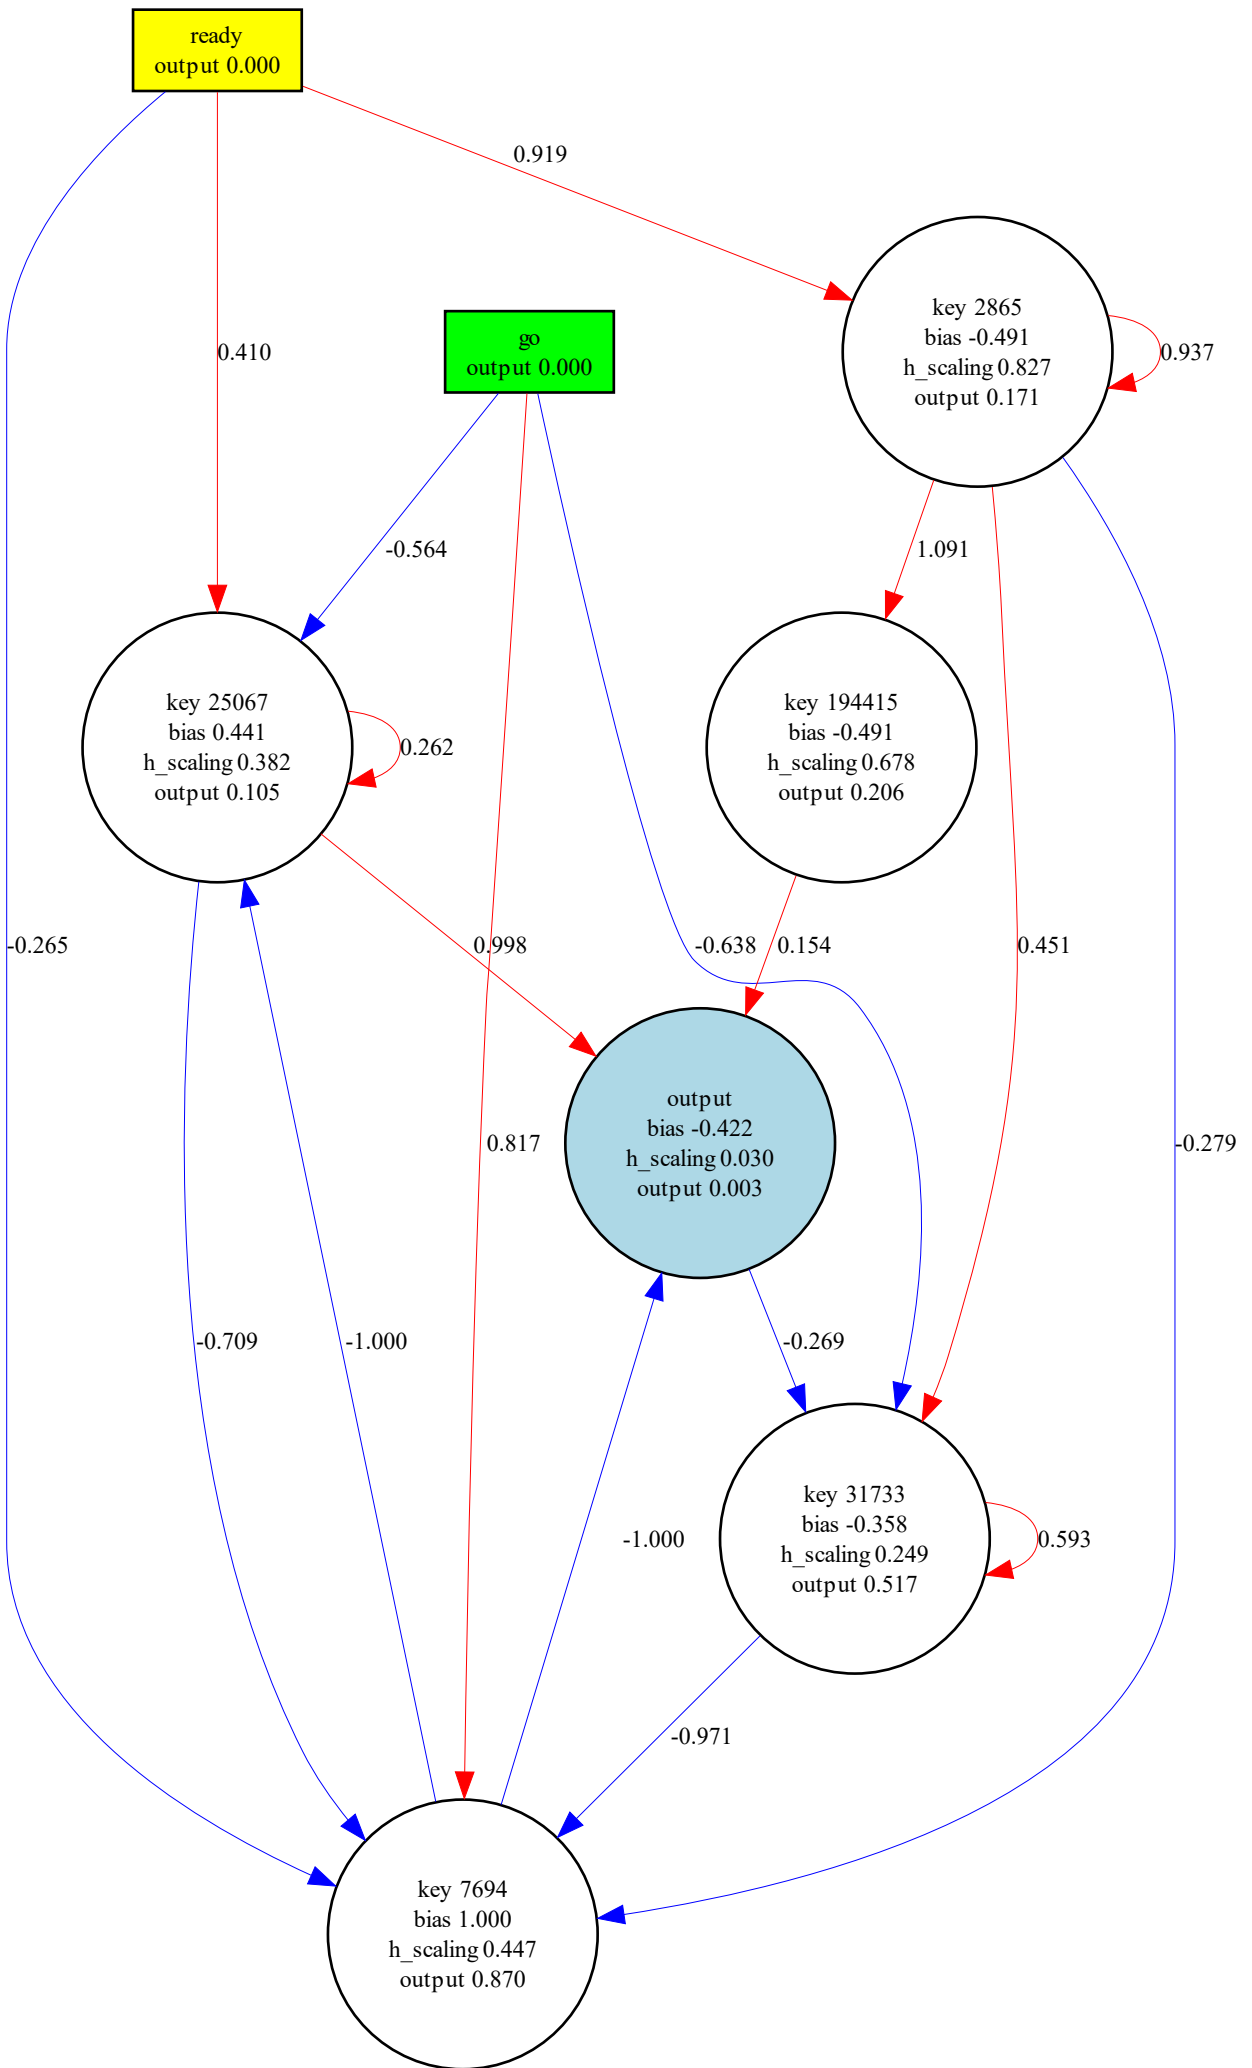 ready
output 0.000
0.919
key 2865
bias -0.491
h_scaling 0.827
output 0.171
0.937
go
output 0.000
0.410
-0.564
1.091
key 25067
bias 0.441
h_scaling 0.382
output 0.105
0.262
key 194415
bias -0.491
h_scaling 0.678
output 0.206
-0.265
0.998
-0.638
0.154
0.451
output
bias -0.422
h_scaling 0.030
output 0.003
0.817
-0.279
-0.709
-1.000
-0.269
key 31733
bias -0.358
h_scaling 0.249
output 0.517
-1.000
0.593
-0.971
key 7694
bias 1.000
h_scaling 0.447
output 0.870